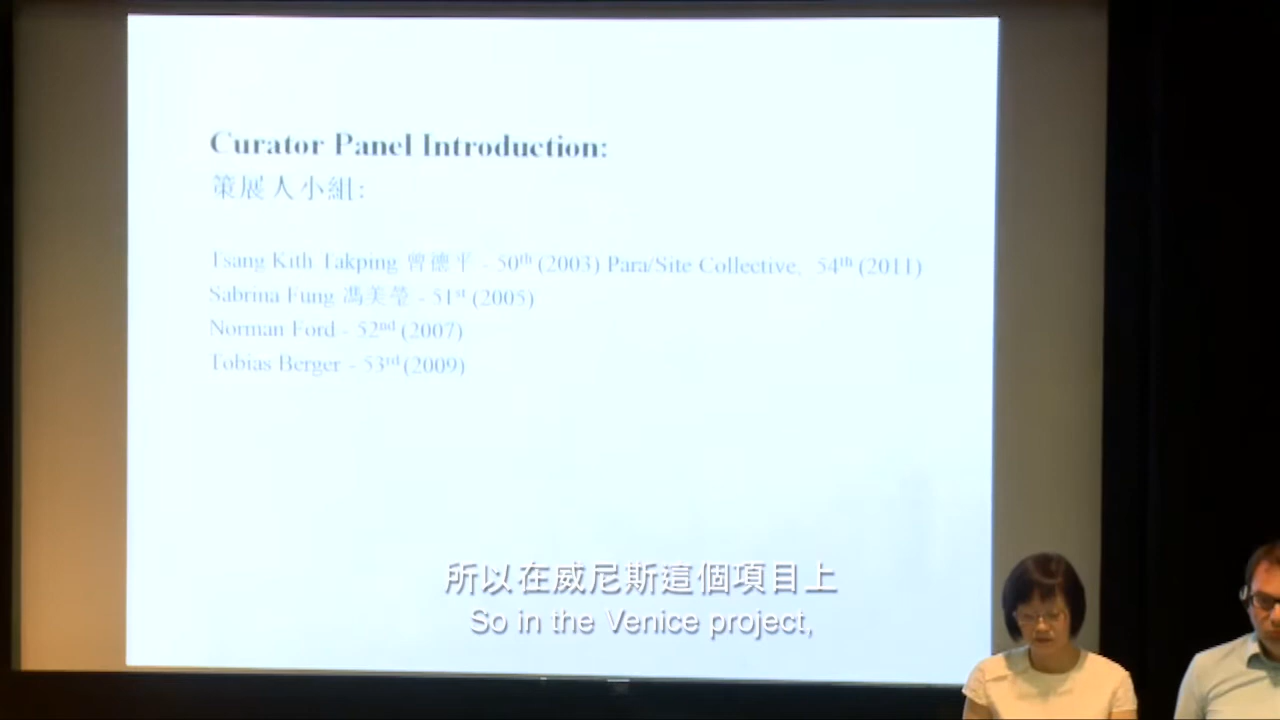 Curator Panel Introduction:
策展人小組:
Tsang Kith Takping 曾德平 - 50th (2003) Para/Site Collective, 54th (2011)
Sabrina Fung 馮美瑩 - 51st (2005)
Norman Ford - 52nd (2007)
Tobias Berger - 53rd (2009)
所以在威尼斯這個項目上
So in the Venice project,